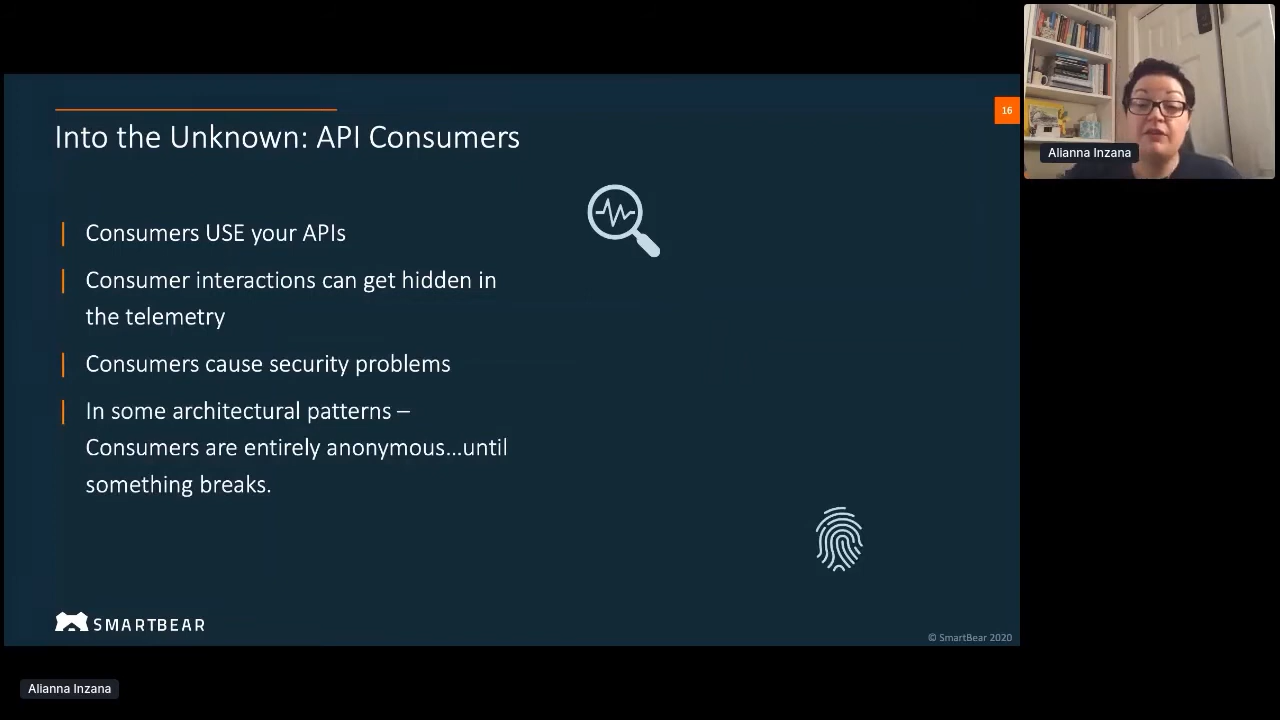 16
Into the Unknown: API Consumers
Alianna Inzana
Consumers USE your APIs
Consumer interactions can get hidden in
the telemetry
Consumers cause security problems
In some architectural patterns –
Consumers are entirely anonymous...until
something breaks.
SMARTBEAR
© SmartBear 2020
Alianna Inzana